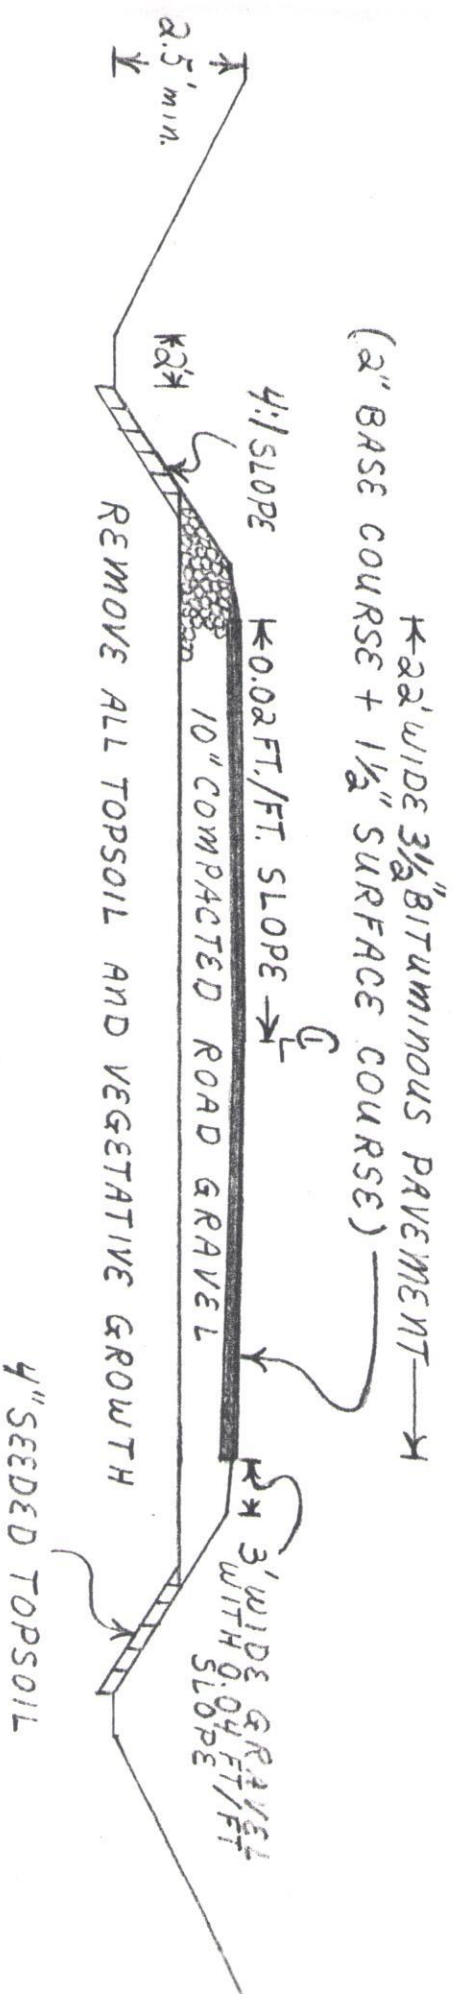 22' WIDE 3½" BITUMINOUS PAVEMENT
(2" BASE COURSE + 1½" SURFACE COURSE)
2.5' min.
2'
4:1 SLOPE
0.02 FT./FT. SLOPE
℄
3' WIDE GRAVEL
WITH 0.04 FT/FT
SLOPE
10" COMPACTED ROAD GRAVEL
REMOVE ALL TOPSOIL AND VEGETATIVE GROWTH
4" SEEDED TOPSOIL